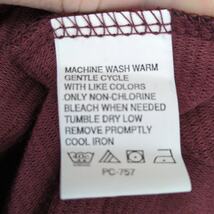 MACHINE WASH WARM
GENTLE CYCLE
WITH LIKE COLORS
ONLY NON-CHLORINE
BLEACH WHEN NEEDED
TUMBLE DRY LOW
REMOVE PROMPTLY
COOL IRON
PC-757